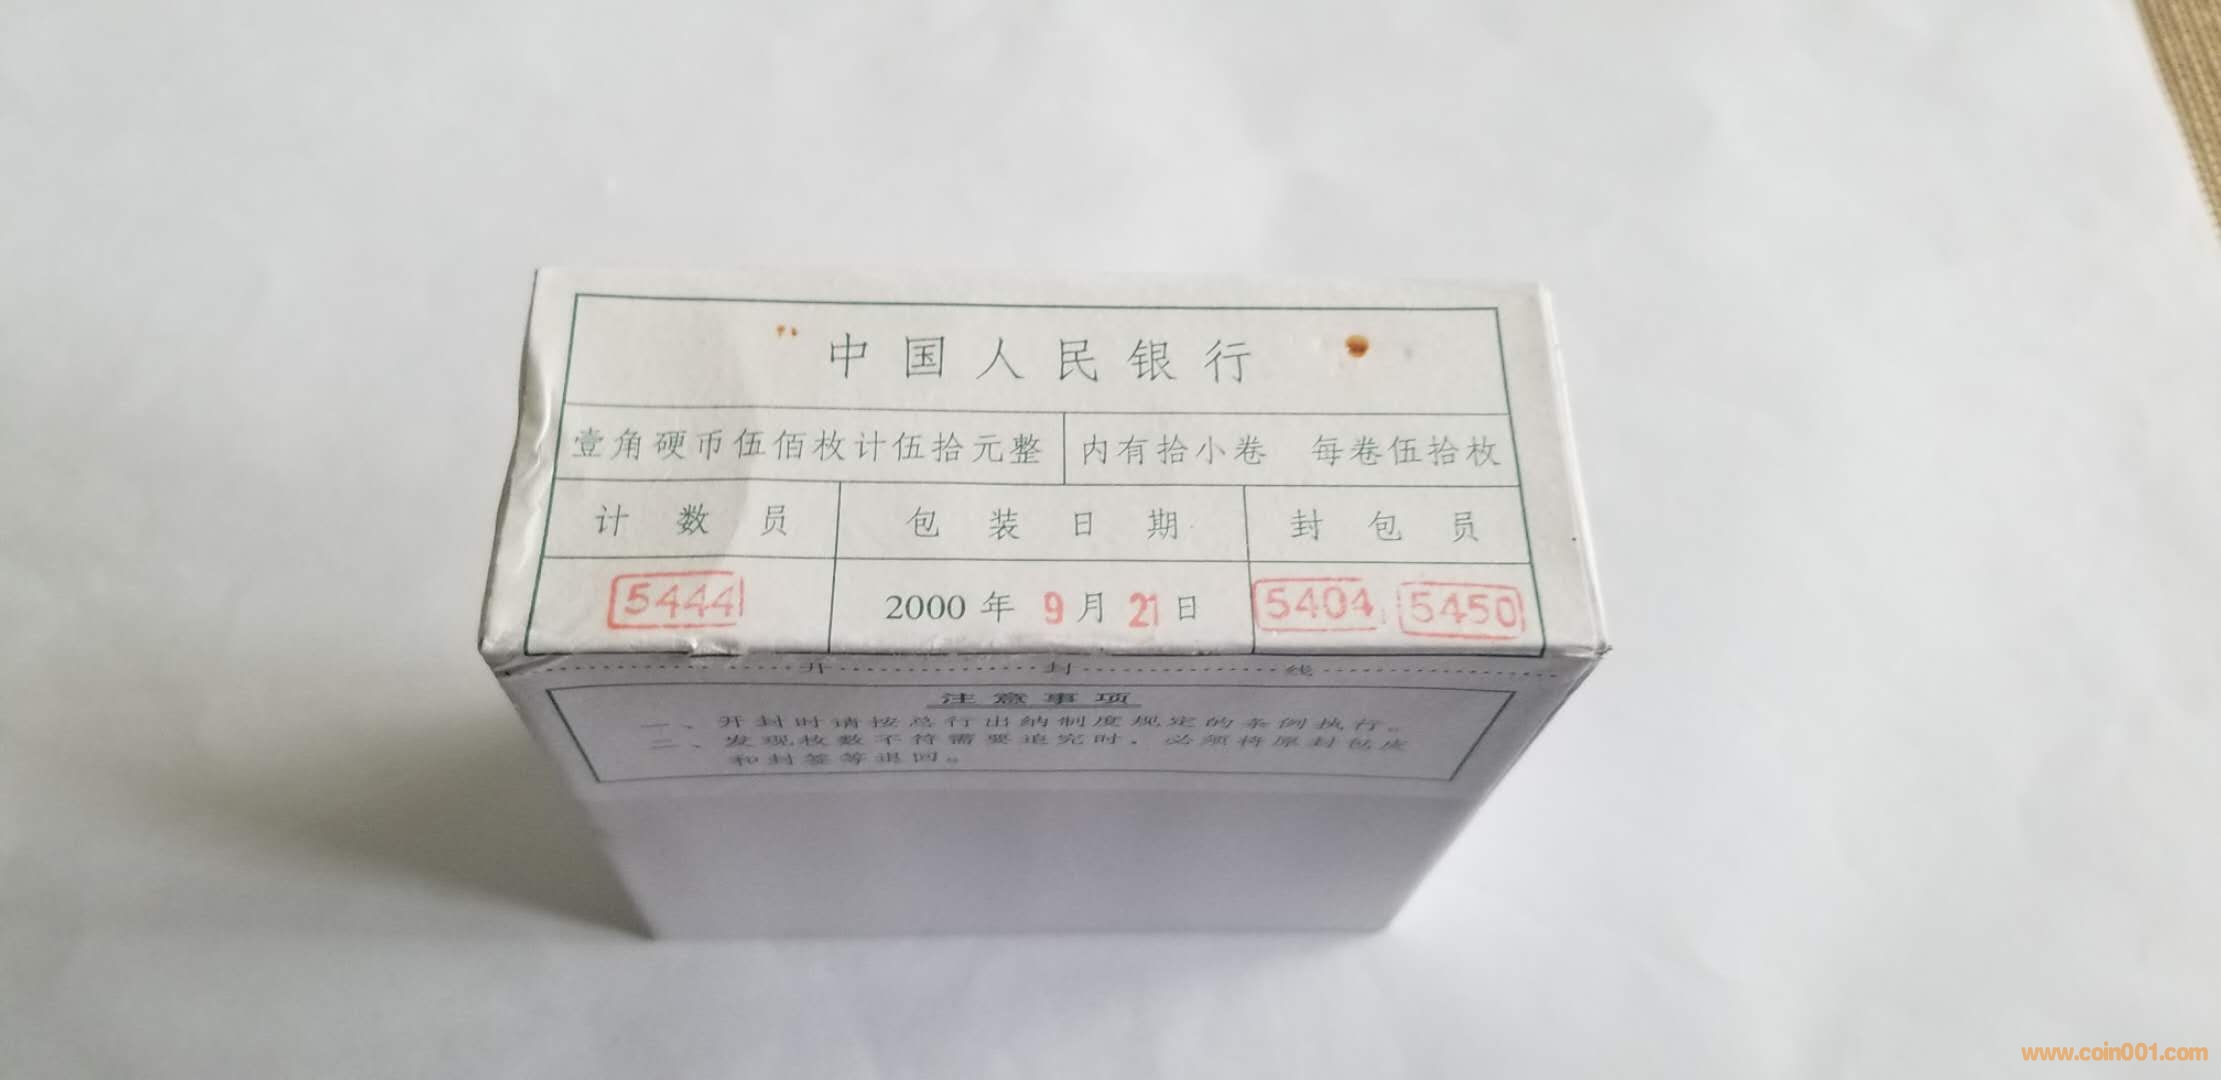 中国人民银行
壹角硬币伍佰枚计伍拾元整 内有拾小卷 每卷伍拾枚
计数员 包装日期 封包员
5444 2000年9月21日 5404 5450
开封线
注意事项
一、开封时请按总行出纳制度规定的条例执行。
二、发现枚数不符需要追究时，必须将原封包皮
和封签等退回。
www.coin001.com